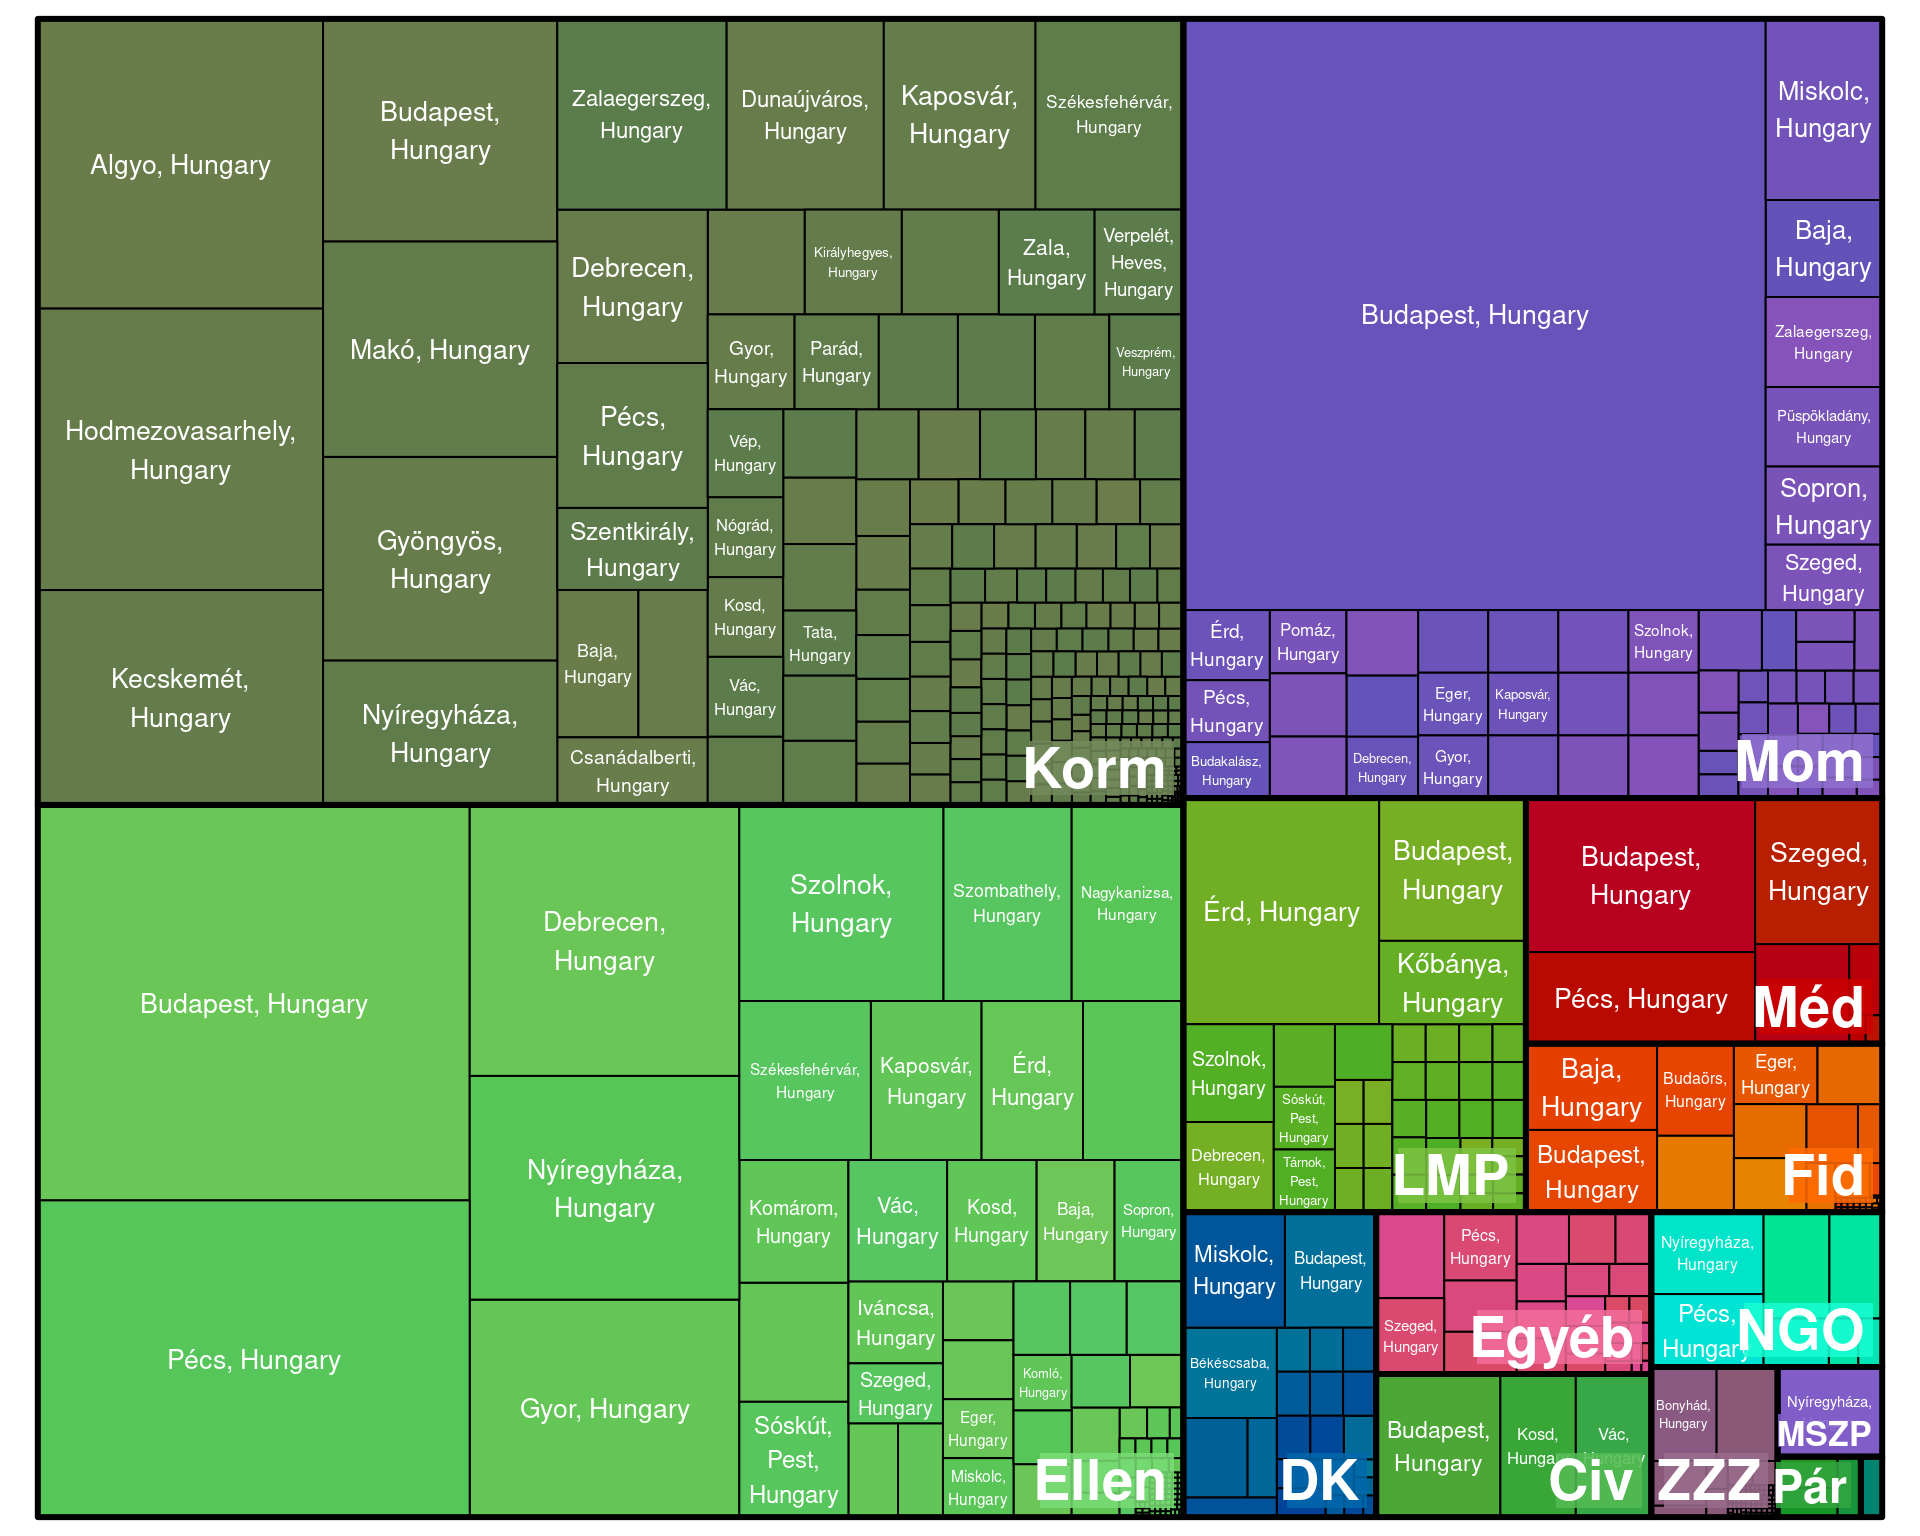 Algyo, Hungary
Hodmezovasarhely,
Hungary
Kecskemét,
Hungary
Budapest,
Hungary
Makó, Hungary
Gyöngyös,
Hungary
Nyíregyháza,
Hungary
Zalaegerszeg,
Hungary
Dunaújváros,
Hungary
Kaposvár,
Hungary
Székesfehérvár,
Hungary
Debrecen,
Hungary
Pécs,
Hungary
Szentkirály,
Hungary
Baja,
Hungary
Csanádalberti,
Hungary
Királyhegyes,
Hungary
Zala,
Hungary
Verpelét,
Heves,
Hungary
Gyor,
Hungary
Parád,
Hungary
Veszprém,
Hungary
Vép,
Hungary
Nógrád,
Hungary
Kosd,
Hungary
Vác,
Hungary
Tata,
Hungary
Korm
Budapest, Hungary
Miskolc,
Hungary
Baja,
Hungary
Zalaegerszeg,
Hungary
Püspökladány,
Hungary
Sopron,
Hungary
Szeged,
Hungary
Érd,
Hungary
Pécs,
Hungary
Budakalász,
Hungary
Pomáz,
Hungary
Debrecen,
Hungary
Eger,
Hungary
Gyor,
Hungary
Kaposvár,
Hungary
Szolnok,
Hungary
Mom
Budapest, Hungary
Pécs, Hungary
Debrecen,
Hungary
Nyíregyháza,
Hungary
Gyor, Hungary
Szolnok,
Hungary
Szombathely,
Hungary
Nagykanizsa,
Hungary
Székesfehérvár,
Hungary
Kaposvár,
Hungary
Érd,
Hungary
Komárom,
Hungary
Vác,
Hungary
Kosd,
Hungary
Baja,
Hungary
Sopron,
Hungary
Sóskút,
Pest,
Hungary
Iváncsa,
Hungary
Szeged,
Hungary
Eger,
Hungary
Miskolc,
Hungary
Komló,
Hungary
Ellen
Érd, Hungary
Budapest,
Hungary
Kőbánya,
Hungary
Szolnok,
Hungary
Debrecen,
Hungary
Sóskút,
Pest,
Hungary
Tárnok,
Pest,
Hungary
LMP
Budapest,
Hungary
Pécs, Hungary
Szeged,
Hungary
Méd
Baja,
Hungary
Budapest,
Hungary
Budaörs,
Hungary
Eger,
Hungary
Fid
Miskolc,
Hungary
Budapest,
Hungary
Békéscsaba,
Hungary
DK
Pécs,
Hungary
Szeged,
Hungary
Egyéb
Nyíregyháza,
Hungary
Pécs,
Hungary
NGO
Budapest,
Hungary
Kosd,
Hungary
Vác,
Hungary
Civ
Bonyhád,
Hungary
ZZZ
Nyíregyháza,
MSZP
Pár